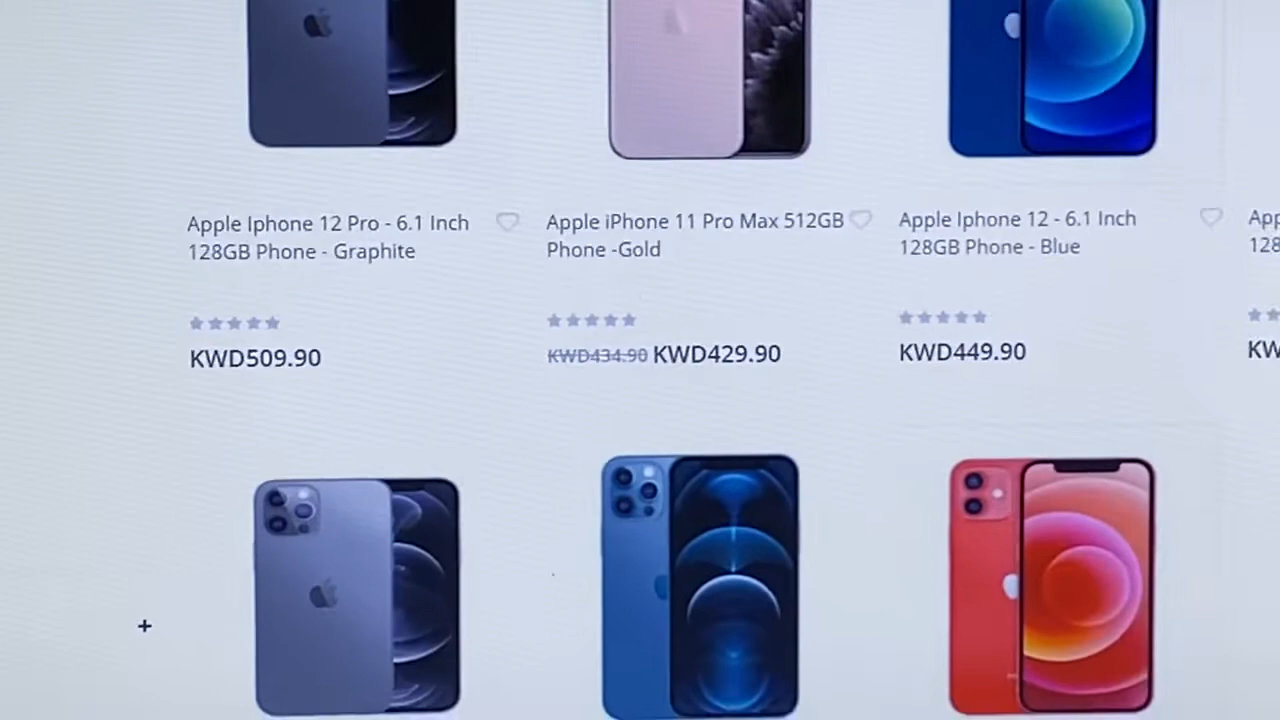 Apple Iphone 12 Pro - 6.1 Inch
128GB Phone - Graphite
KWD509.90
Apple iPhone 11 Pro Max 512GB
Phone -Gold
KWD434.90 KWD429.90
Apple Iphone 12 - 6.1 Inch
128GB Phone - Blue
KWD449.90